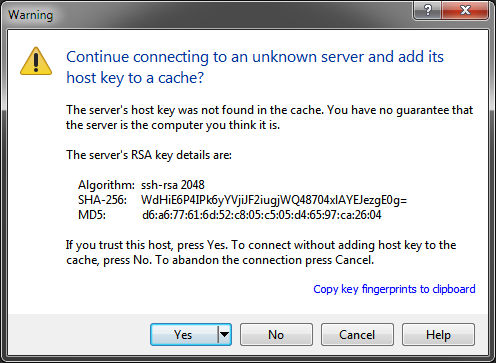 Warning
Continue connecting to an unknown server and add its
host key to a cache?
The server's host key was not found in the cache. You have no guarantee that
the server is the computer you think it is.
The server's RSA key details are:
Algorithm: ssh-rsa 2048
SHA-256: WdHiE6P4IPk6yYVjiJF2iugjWQ48704xIAYEJezgE0g=
MD5: d6:a6:77:61:6d:52:c8:05:c5:05:d4:65:97:ca:26:04
If you trust this host, press Yes. To connect without adding host key to the
cache, press No. To abandon the connection press Cancel.
Copy key fingerprints to clipboard
Yes No Cancel Help